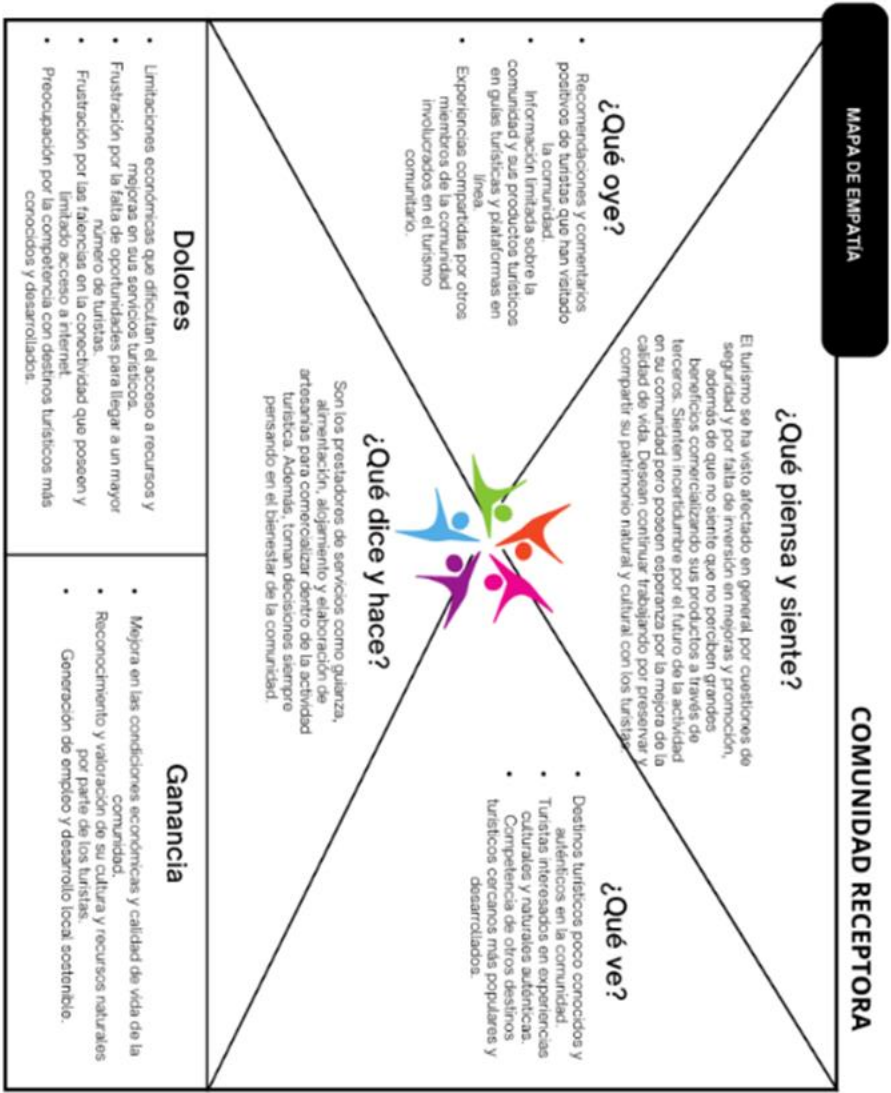 MAPA DE EMPATÍA
COMUNIDAD RECEPTORA
¿Qué piensa y siente?
El turismo se ha visto afectado en general por cuestiones de
seguridad y por falta de inversión en mejoras y promoción,
además de que no siente que no perciben grandes
beneficios comercializando sus productos a través de
terceros. Sienten incertidumbre por el futuro de la actividad
en su comunidad pero poseen esperanza por la mejora de la
calidad de vida. Desean continuar trabajando por preservar y
compartir su patrimonio natural y cultural con los turistas.
¿Qué oye?
• Recomendaciones y comentarios
positivos de turistas que han visitado
la comunidad.
• Información limitada sobre la
comunidad y sus productos turísticos
en guías turísticas y plataformas en
línea.
• Experiencias compartidas por otros
miembros de la comunidad
involucrados en el turismo
comunitario.
¿Qué ve?
• Destinos turísticos poco conocidos y
auténticos en la comunidad.
• Turistas interesados en experiencias
culturales y naturales auténticas.
• Competencia de otros destinos
turísticos cercanos más populares y
desarrollados.
¿Qué dice y hace?
Son los prestadores de servicios como guianza,
alimentación, alojamiento y elaboración de
artesanías para comercializar dentro de la actividad
turística. Además, toman decisiones siempre
pensando en el bienestar de la comunidad.
Dolores
• Limitaciones económicas que dificultan el acceso a recursos y
mejoras en sus servicios turísticos.
• Frustración por la falta de oportunidades para llegar a un mayor
número de turistas.
• Frustración por las falencias en la conectividad que poseen y
limitado acceso a internet.
• Preocupación por la competencia con destinos turísticos más
conocidos y desarrollados.
Ganancia
• Mejora en las condiciones económicas y calidad de vida de la
comunidad.
• Reconocimiento y valoración de su cultura y recursos naturales
por parte de los turistas.
• Generación de empleo y desarrollo local sostenible.